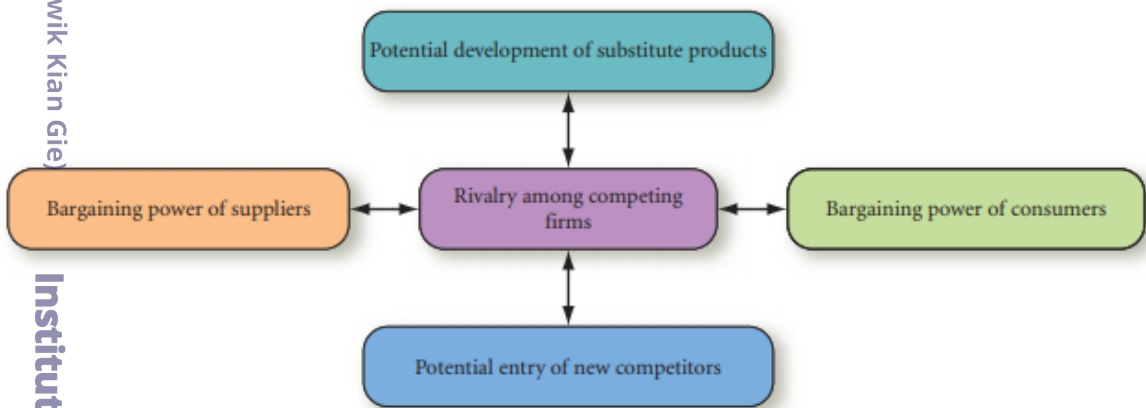 wik Kian Gie)
Institut
Potential development of substitute products
Bargaining power of suppliers
Rivalry among competing
firms
Bargaining power of consumers
Potential entry of new competitors